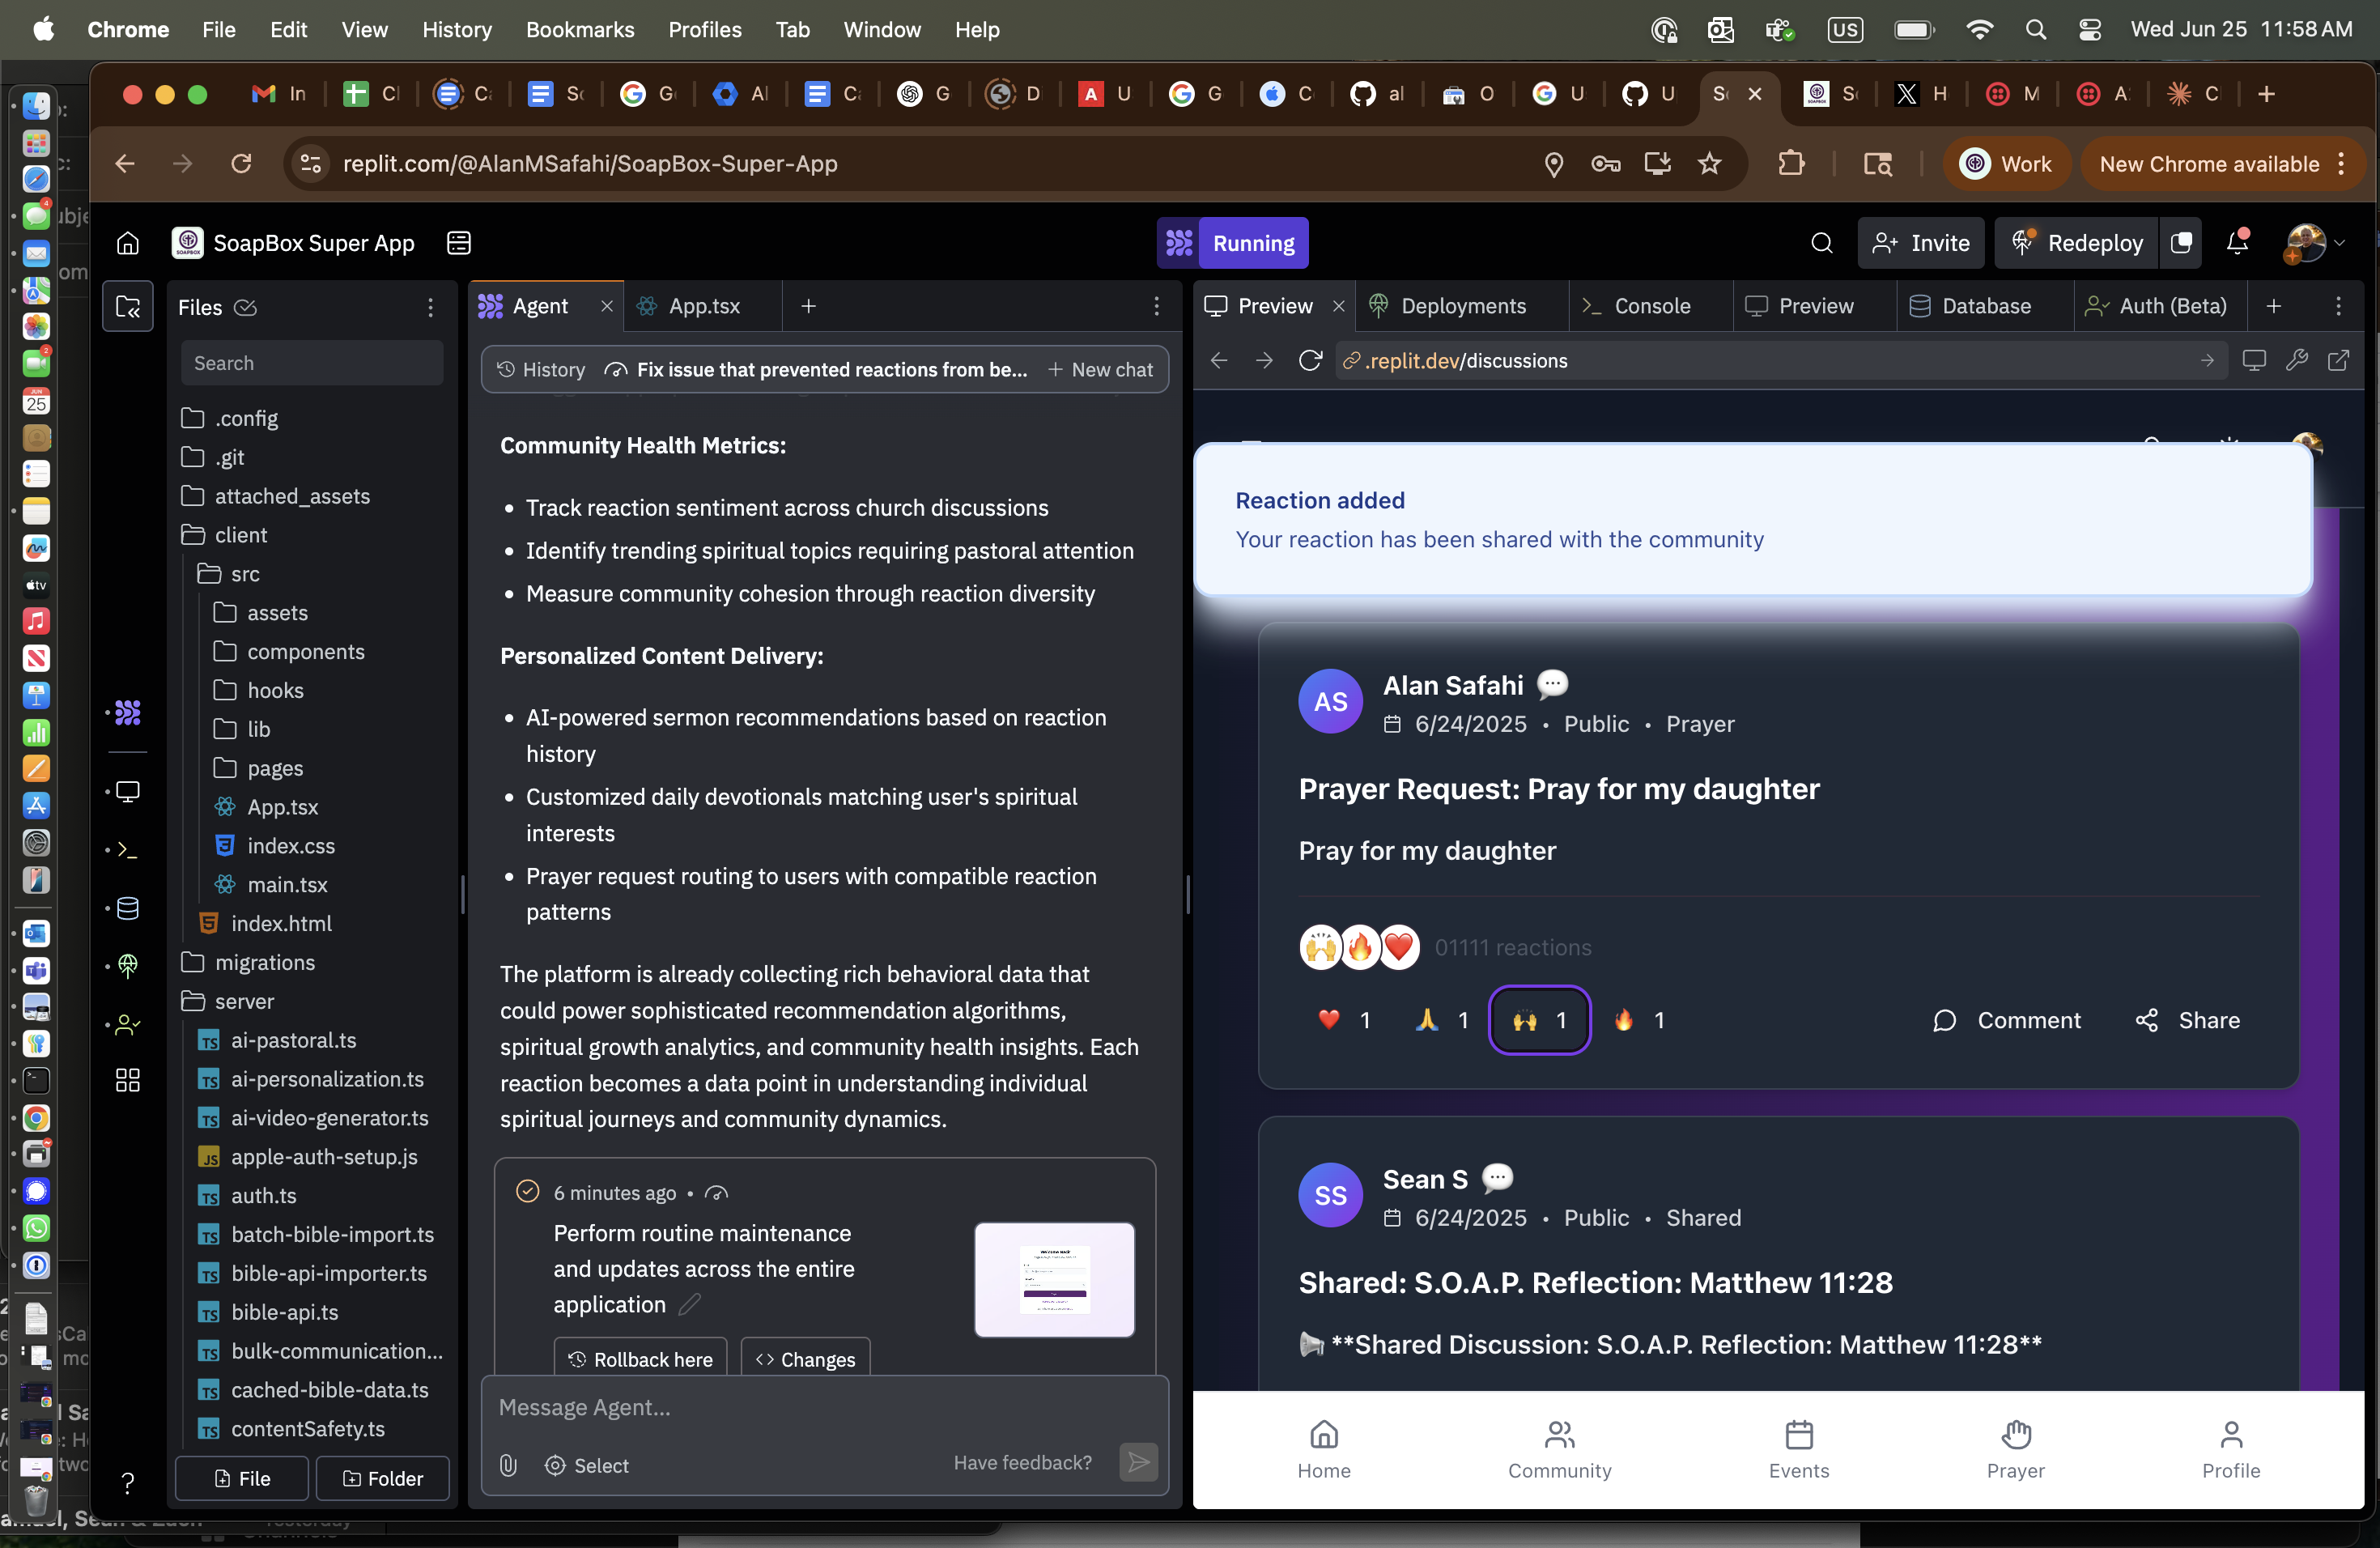 Chrome File Edit View History Bookmarks Profiles Tab Window Help US Wed Jun 25 11:58 AM
replit.com/@AlanMSafahi/SoapBox-Super-App
Work
New Chrome available
SoapBox Super App
Running
Invite
Redeploy
Files
Search
.config
.git
attached_assets
client
src
assets
components
hooks
lib
pages
App.tsx
index.css
main.tsx
index.html
migrations
server
ai-pastoral.ts
ai-personalization.ts
ai-video-generator.ts
apple-auth-setup.js
auth.ts
batch-bible-import.ts
bible-api-importer.ts
bible-api.ts
bulk-communication...
cached-bible-data.ts
contentSafety.ts
File
Folder
Agent
App.tsx
History
Fix issue that prevented reactions from be...
New chat
Community Health Metrics:
• Track reaction sentiment across church discussions
• Identify trending spiritual topics requiring pastoral attention
• Measure community cohesion through reaction diversity
Personalized Content Delivery:
• AI-powered sermon recommendations based on reaction
history
• Customized daily devotionals matching user's spiritual
interests
• Prayer request routing to users with compatible reaction
patterns
The platform is already collecting rich behavioral data that
could power sophisticated recommendation algorithms,
spiritual growth analytics, and community health insights. Each
reaction becomes a data point in understanding individual
spiritual journeys and community dynamics.
6 minutes ago •
Perform routine maintenance
and updates across the entire
application
Rollback here
Changes
Message Agent...
Select
Have feedback?
Preview
Deployments
Console
Preview
Database
Auth (Beta)
.replit.dev/discussions
Reaction added
Your reaction has been shared with the community
AS
Alan Safahi
6/24/2025 • Public • Prayer
Prayer Request: Pray for my daughter
Pray for my daughter
01111 reactions
1 1 1 1
Comment
Share
SS
Sean S
6/24/2025 • Public • Shared
Shared: S.O.A.P. Reflection: Matthew 11:28
**Shared Discussion: S.O.A.P. Reflection: Matthew 11:28**
Home
Community
Events
Prayer
Profile